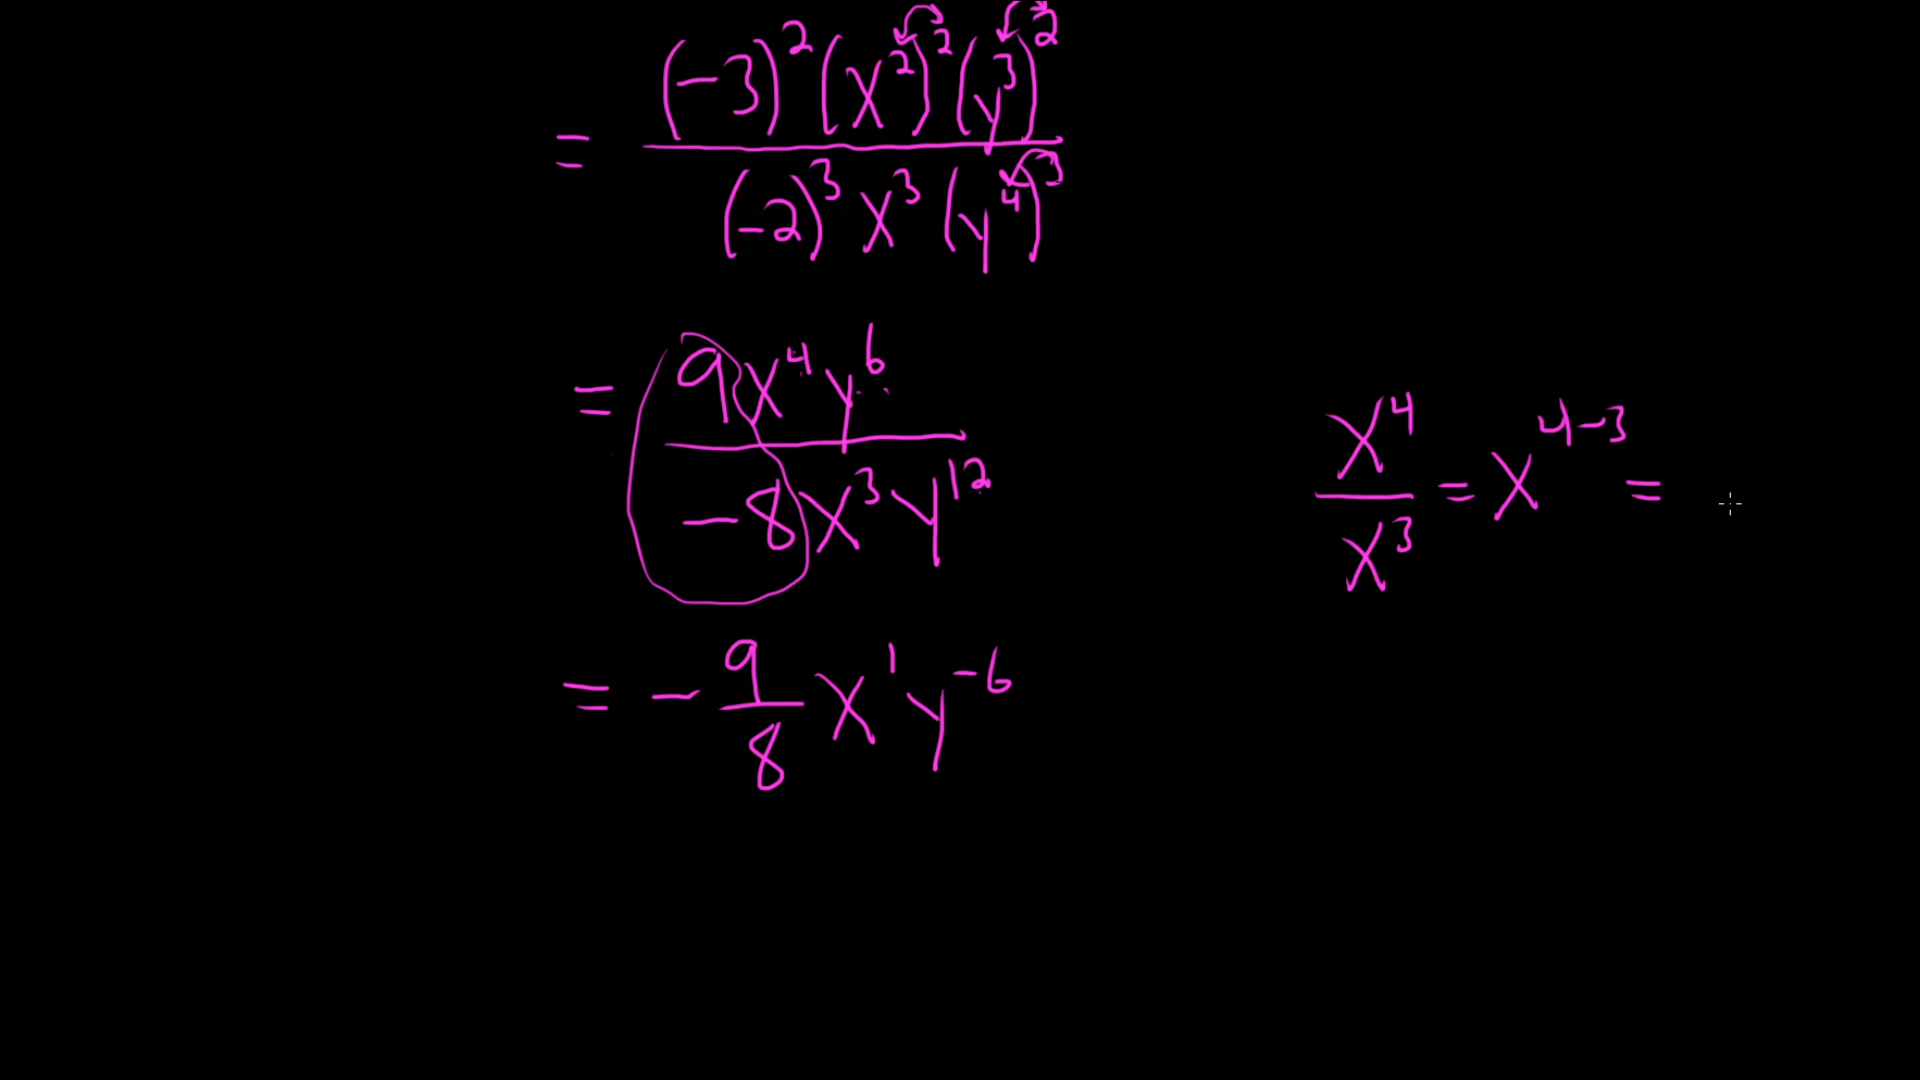 = (-3)^2 (x^2)^2 (y^3)^2 / (-2)^3 x^3 (y^4)^3
= 9x^4 y^6 / -8x^3 y^12
= - 9/8 x^1 y^-6
x^4 / x^3 = x^4-3 =